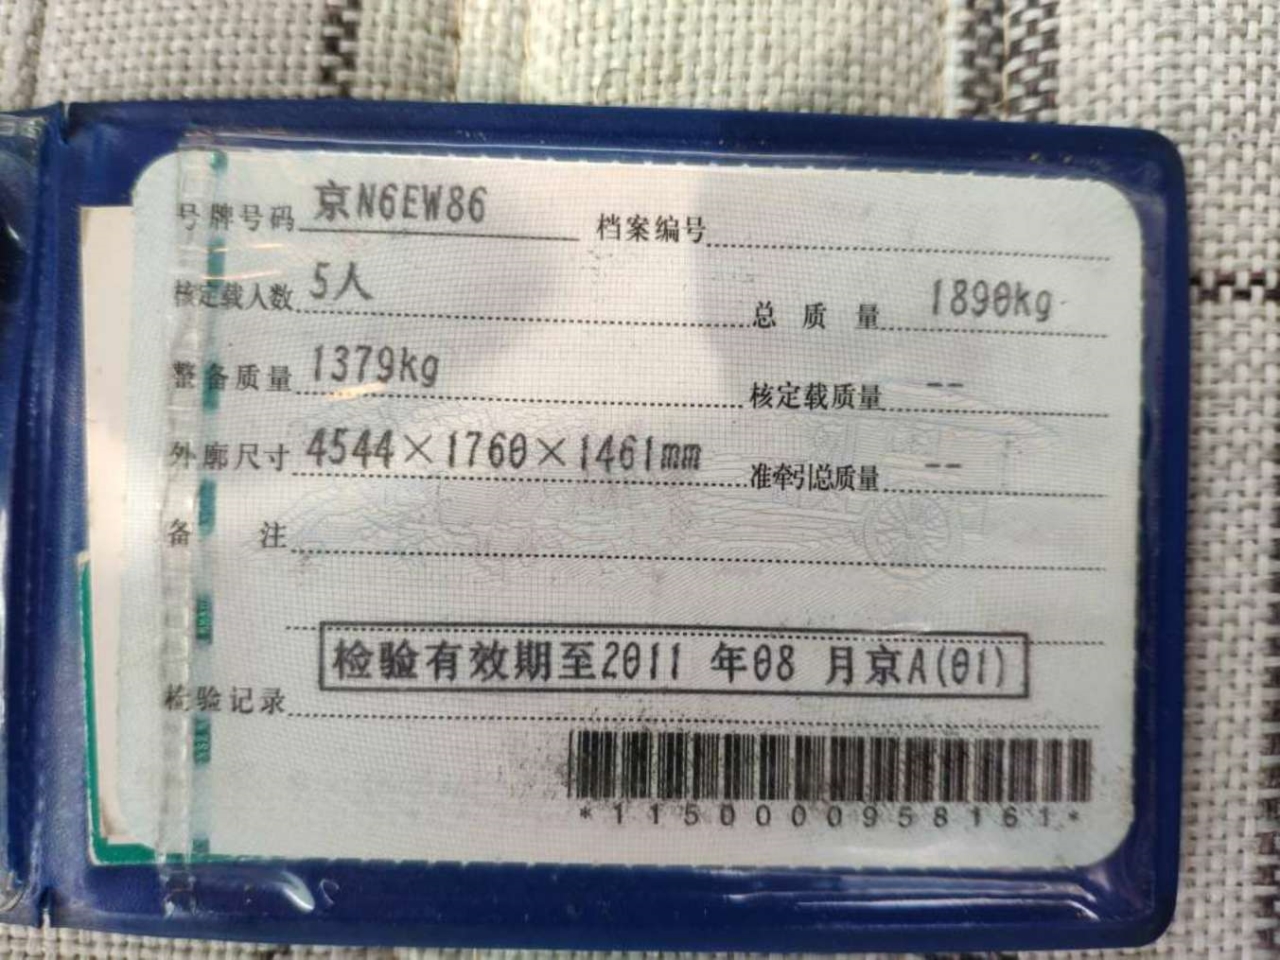 号牌号码 京N6EW86 档案编号
核定载人数 5人 总质量 1890kg
整备质量 1379kg 核定载质量 --
外廓尺寸 4544×1760×1461mm 准牵引总质量 --
备注
检验有效期至2011 年08 月京A(01)
检验记录
*1150000958161*